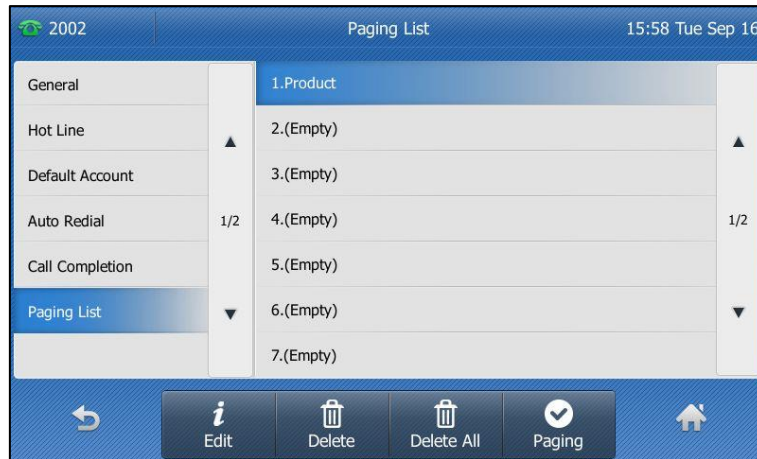 2002 Paging List 15:58 Tue Sep 16
General
Hot Line
Default Account
Auto Redial
Call Completion
Paging List
1/2
1.Product
2.(Empty)
3.(Empty)
4.(Empty)
5.(Empty)
6.(Empty)
7.(Empty)
1/2
Edit Delete Delete All Paging